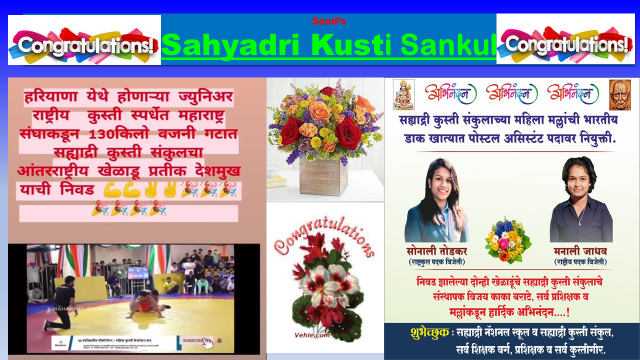 Congratulations!
Sahyadri Kusti Sankul
Congratulations!
हरियाणा येथे होणाऱ्या ज्युनिअर
राष्ट्रीय कुस्ती स्पर्धेत महाराष्ट्र
संघाकडून 130किलो वजनी गटात
सह्याद्री कुस्ती संकुलचा
आंतरराष्ट्रीय खेळाडू प्रतीक देशमुख
याची निवड 💪💪✌✌🎉🎉🎉
🎉🎉🎉🎉
Congratulations
Vehle.com
अभिनंदन अभिनंदन अभिनंदन
सह्याद्री कुस्ती संकुलाच्या महिला मल्लांची भारतीय
डाक खात्यात पोस्टल असिस्टंट पदावर नियुक्ती.
सोनाली तोडकर
(राष्ट्रकुल पदक विजेती)
मनाली जाधव
(राष्ट्रीय पदक विजेती)
निवड झालेल्या दोन्ही खेळाडूंचे सह्याद्री कुस्ती संकुलाचे
संस्थापक विजय काका बराटे, सर्व प्रशिक्षक व
मल्लांकडून हार्दिक अभिनंदन....!
शुभेच्छुक : सह्याद्री नॅशनल स्कूल व सह्याद्री कुस्ती संकुल,
सर्व शिक्षक वर्ग, प्रशिक्षक व सर्व कुस्तीगीर.